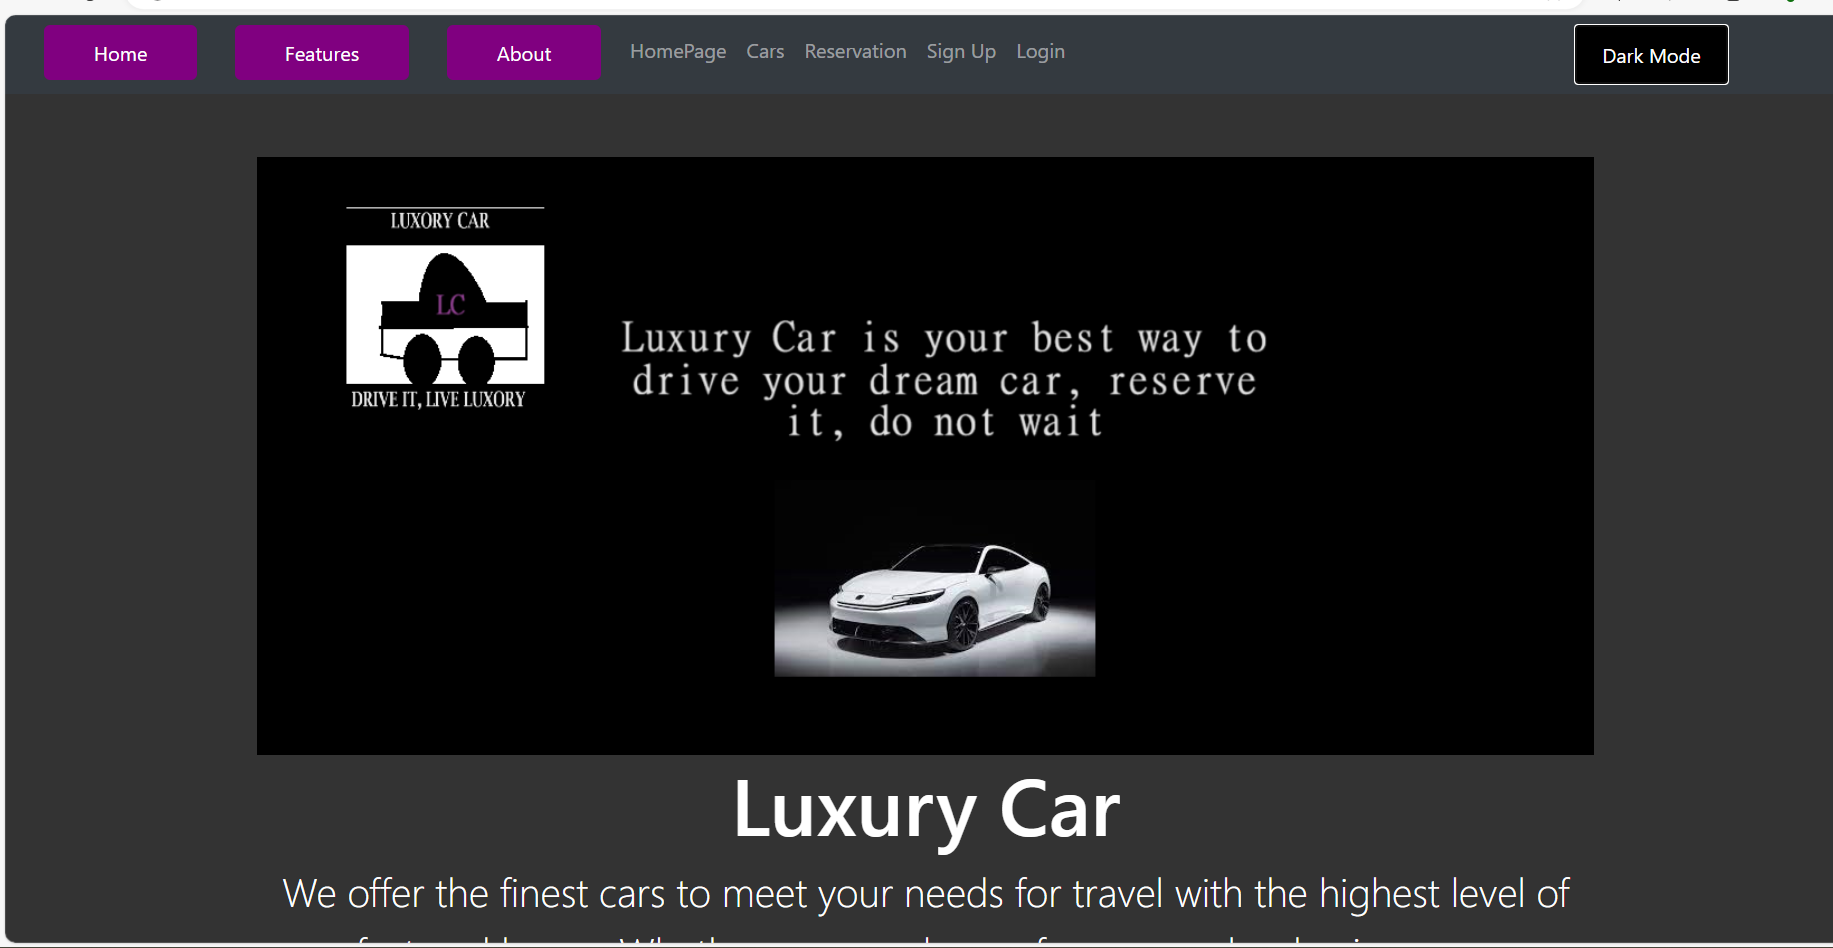 Home
Features
About
HomePage
Cars
Reservation
Sign Up
Login
Dark Mode
LUXORY CAR
LC
DRIVE IT, LIVE LUXORY
Luxury Car is your best way to
drive your dream car, reserve
it, do not wait
Luxury Car
We offer the finest cars to meet your needs for travel with the highest level of